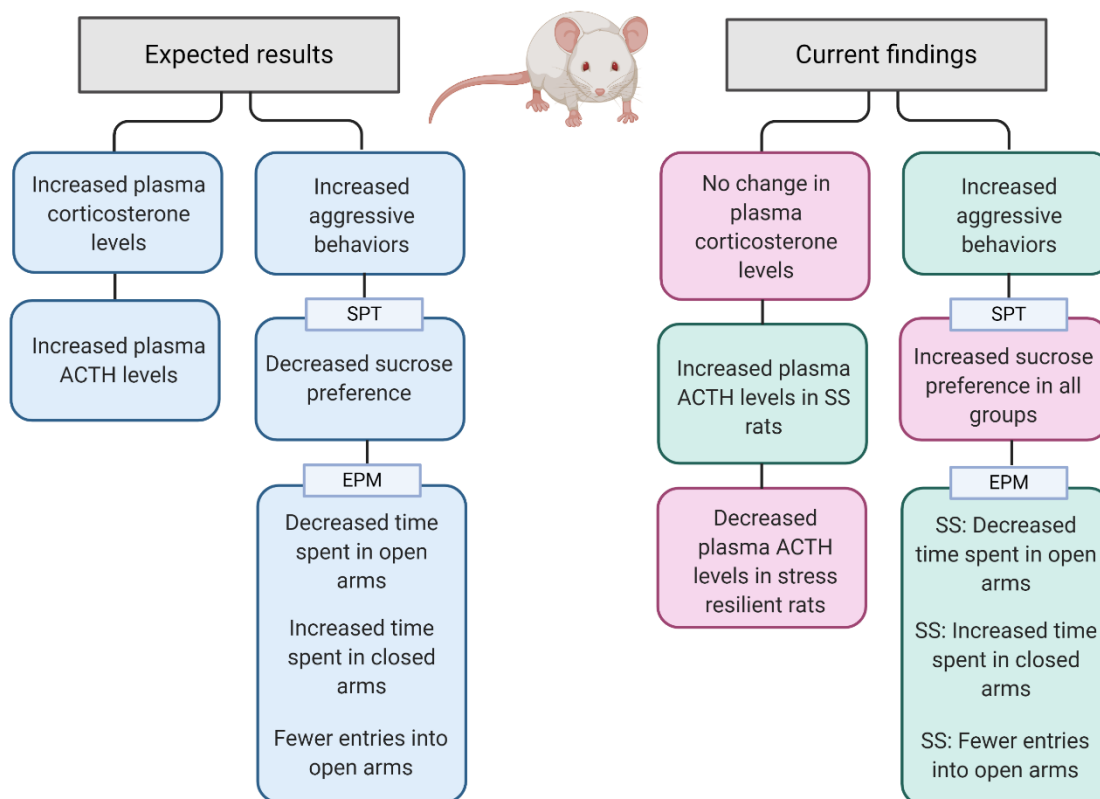 Expected results
Increased plasma
corticosterone
levels
Increased plasma
ACTH levels
Increased
aggressive
behaviors
SPT
Decreased sucrose
preference
EPM
Decreased time
spent in open
arms
Increased time
spent in closed
arms
Fewer entries into
open arms
Current findings
No change in
plasma
corticosterone
levels
Increased plasma
ACTH levels in SS
rats
Decreased
plasma ACTH
levels in stress
resilient rats
Increased
aggressive
behaviors
SPT
Increased sucrose
preference in all
groups
EPM
SS: Decreased
time spent in open
arms
SS: Increased time
spent in closed
arms
SS: Fewer entries
into open arms